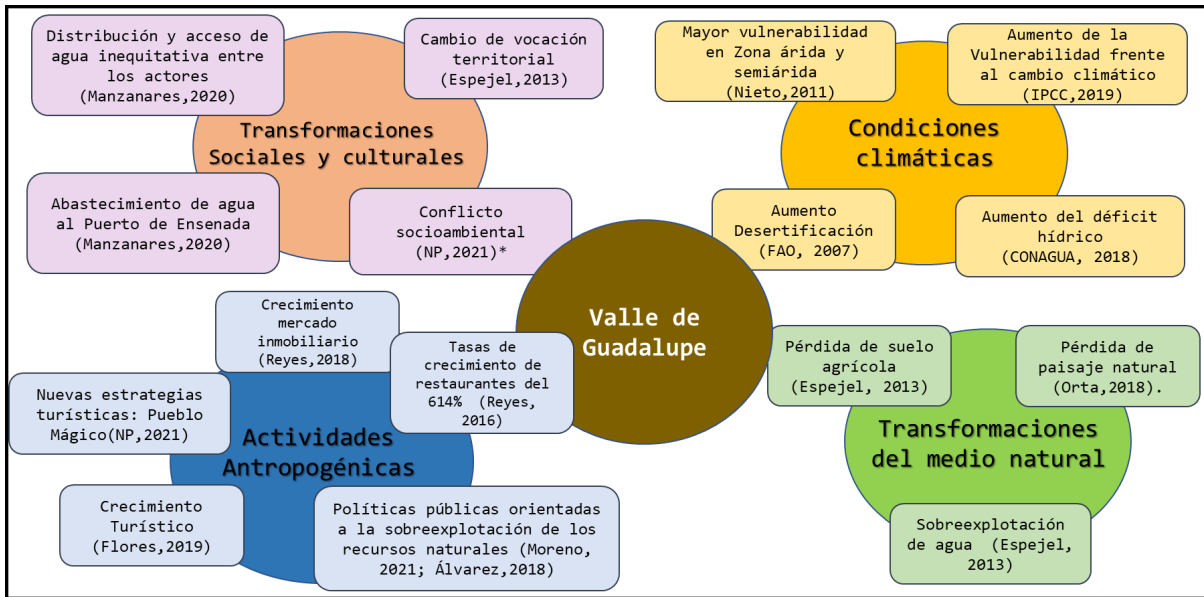 Distribución y acceso de
agua inequitativa entre
los actores
(Manzanares,2020)
Cambio de vocación
territorial
(Espejel,2013)
Transformaciones
Sociales y culturales
Abastecimiento de agua
al Puerto de Ensenada
(Manzanares,2020)
Conflicto
socioambiental
(NP,2021)*
Mayor vulnerabilidad
en Zona árida y
semiárida
(Nieto,2011)
Aumento de la
Vulnerabilidad frente
al cambio climático
(IPCC,2019)
Condiciones
climáticas
Aumento
Desertificación
(FAO, 2007)
Aumento del déficit
hídrico
(CONAGUA, 2018)
Valle de
Guadalupe
Crecimiento
mercado
inmobiliario
(Reyes,2018)
Tasas de
crecimiento de
restaurantes del
614% (Reyes,
2016)
Nuevas estrategias
turísticas: Pueblo
Mágico(NP,2021)
Actividades
Antropogénicas
Crecimiento
Turístico
(Flores,2019)
Políticas públicas orientadas
a la sobreexplotación de los
recursos naturales (Moreno,
2021; Álvarez,2018)
Pérdida de suelo
agrícola
(Espejel, 2013)
Pérdida de
paisaje natural
(Orta,2018).
Transformaciones
del medio natural
Sobreexplotación
de agua (Espejel,
2013)